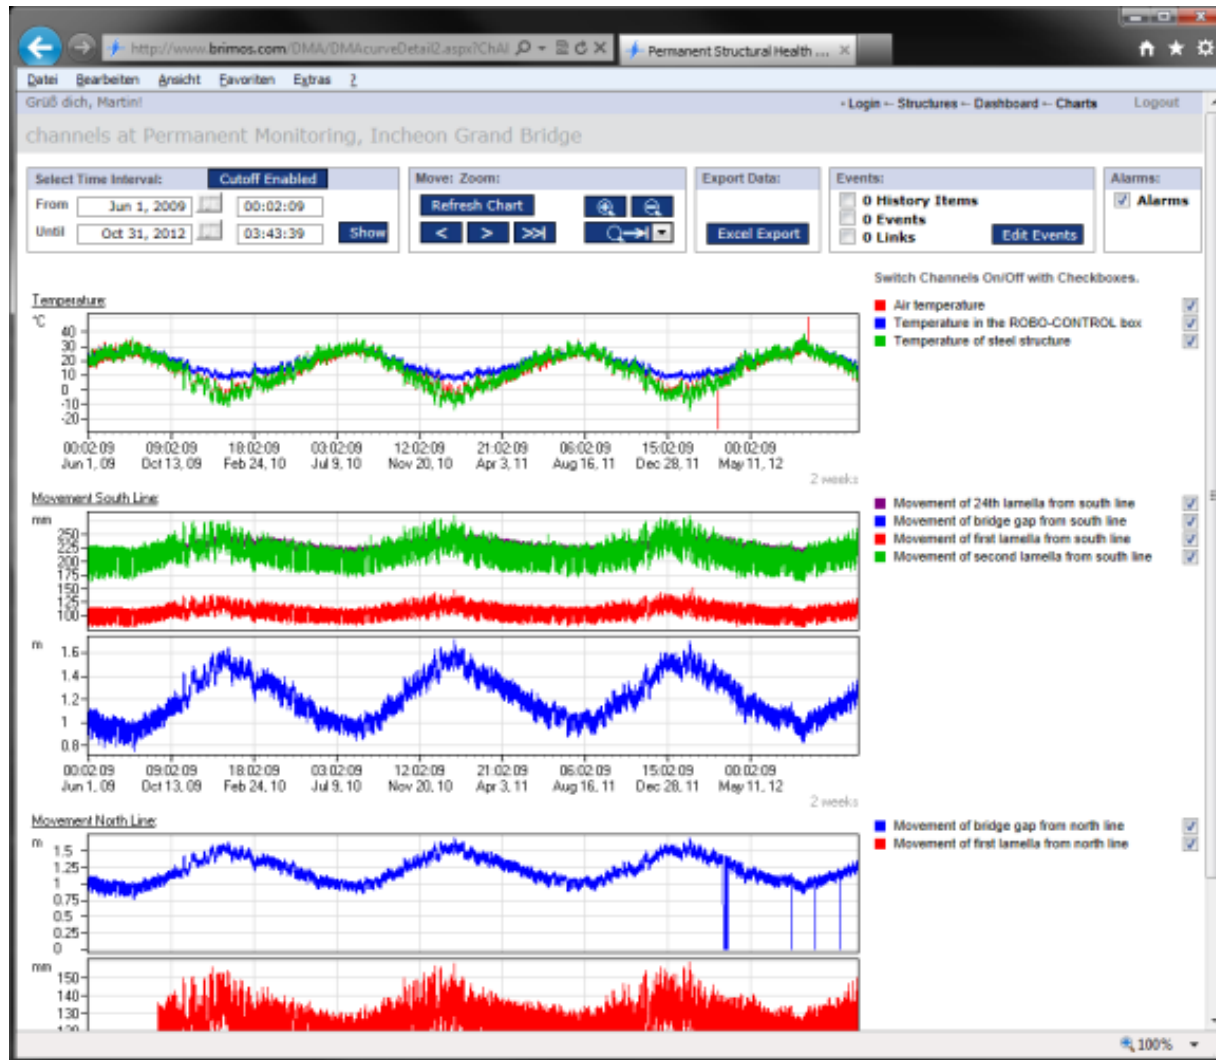 http://www.brimos.com/DMA/DMAcurveDetail2.aspx?ChAl
Permanent Structural Health ...
Datei Bearbeiten Ansicht Favoriten Extras ?
Grüß dich, Martin!
Login ← Structures ← Dashboard ← Charts Logout
channels at Permanent Monitoring, Incheon Grand Bridge
Select Time Interval: Cutoff Enabled Move: Zoom: Export Data: Events: Alarms:
From Jun 1, 2009 00:02:09 Refresh Chart 0 History Items Alarms
0 Events
Until Oct 31, 2012 03:43:39 Show < > >>| Excel Export 0 Links Edit Events
Switch Channels On/Off with Checkboxes.
Temperature:
°C
40
30
20
10
0
-10
-20
Air temperature
Temperature in the ROBO-CONTROL box
Temperature of steel structure
00:02:09 09:02:09 18:02:09 03:02:09 12:02:09 21:02:09 06:02:09 15:02:09 00:02:09
Jun 1, 09 Oct 13, 09 Feb 24, 10 Jul 9, 10 Nov 20, 10 Apr 3, 11 Aug 16, 11 Dec 28, 11 May 11, 12
2 weeks
Movement South Line:
mm
250
225
200
175
150
125
100
Movement of 24th lamella from south line
Movement of bridge gap from south line
Movement of first lamella from south line
Movement of second lamella from south line
m
1.6
1.4
1.2
1
0.8
00:02:09 09:02:09 18:02:09 03:02:09 12:02:09 21:02:09 06:02:09 15:02:09 00:02:09
Jun 1, 09 Oct 13, 09 Feb 24, 10 Jul 9, 10 Nov 20, 10 Apr 3, 11 Aug 16, 11 Dec 28, 11 May 11, 12
2 weeks
Movement North Line:
m
1.5
1.25
1
0.75
0.5
0.25
0
Movement of bridge gap from north line
Movement of first lamella from north line
mm
150
140
130
120
100%